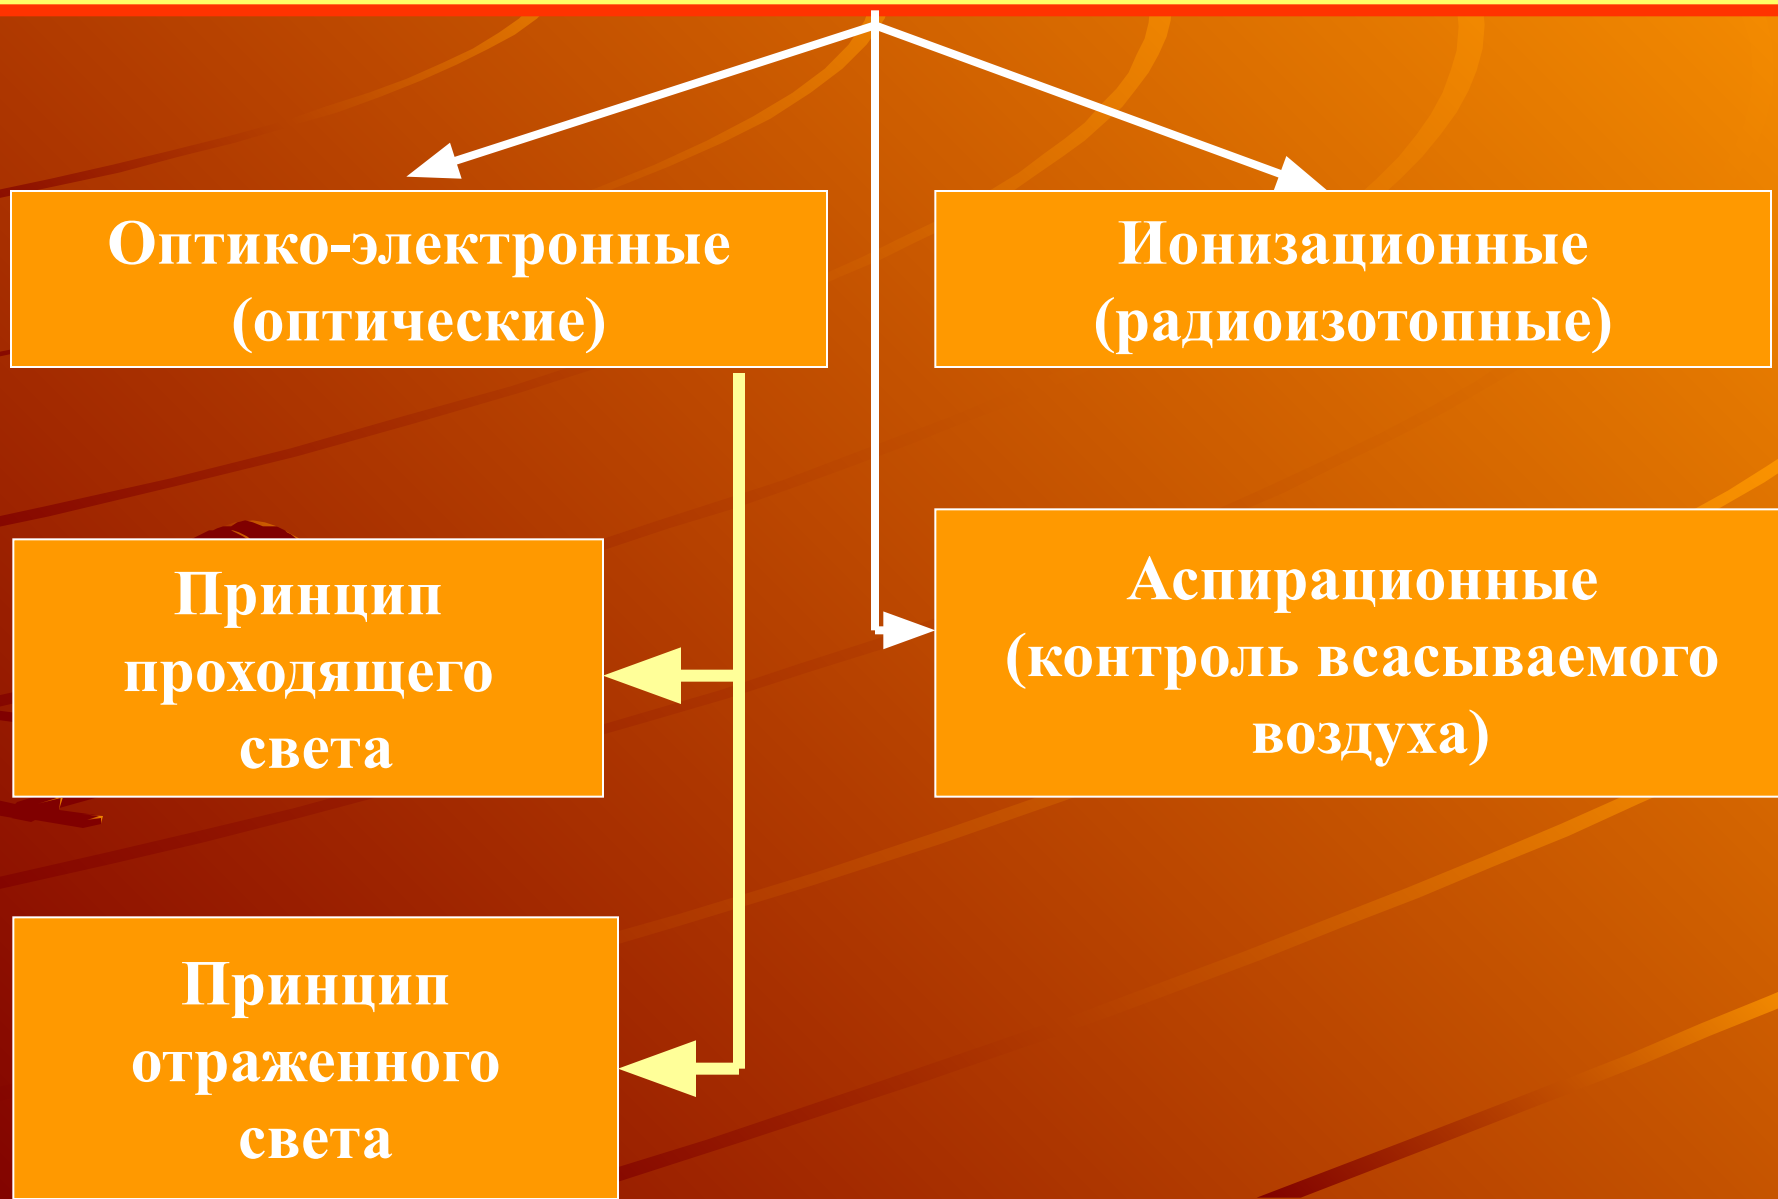 Оптико-электронные
(оптические)
Ионизационные
(радиоизотопные)
Принцип
проходящего
света
Аспирационные
(контроль всасываемого
воздуха)
Принцип
отраженного
света